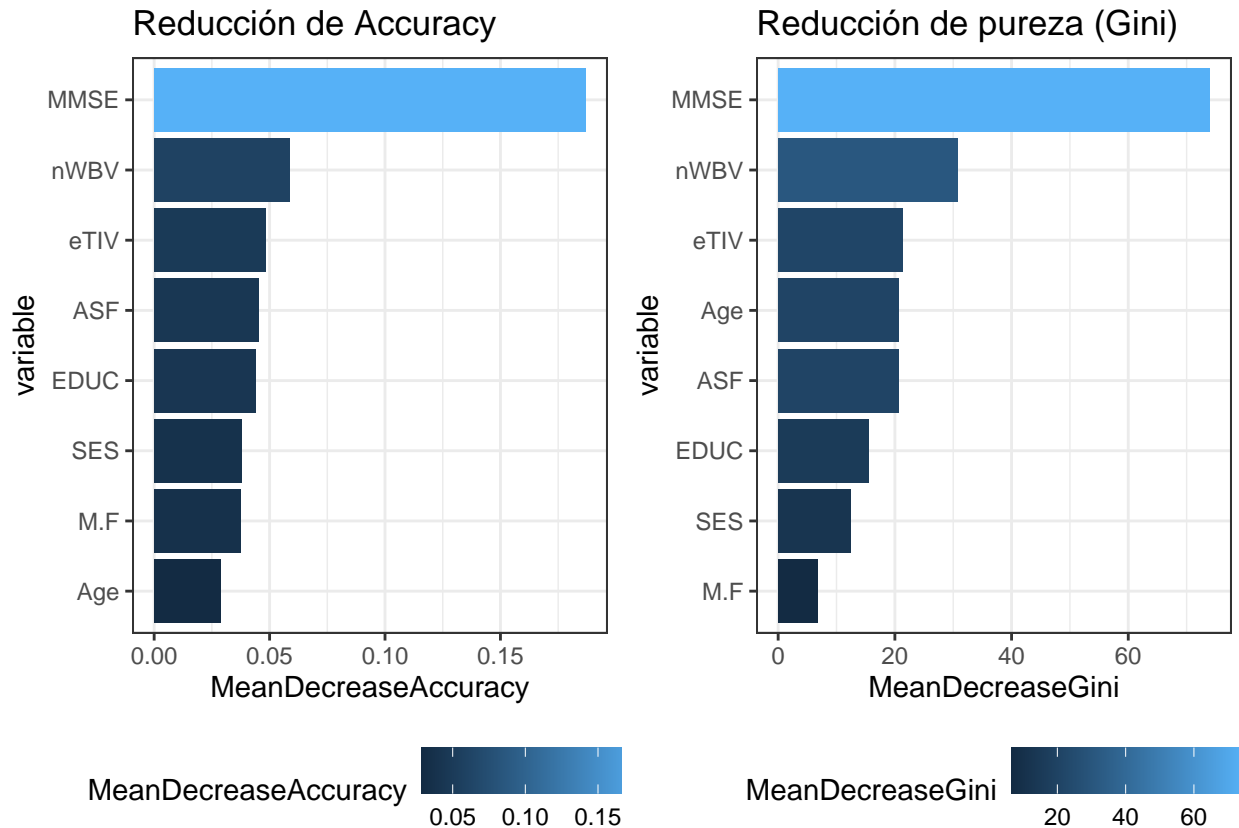 Reducción de Accuracy
variable
MMSE
nWBV
eTIV
ASF
EDUC
SES
M.F
Age
0.00 0.05 0.10 0.15
MeanDecreaseAccuracy
MeanDecreaseAccuracy
0.05 0.10 0.15
Reducción de pureza (Gini)
variable
MMSE
nWBV
eTIV
Age
ASF
EDUC
SES
M.F
0 20 40 60
MeanDecreaseGini
MeanDecreaseGini
20 40 60